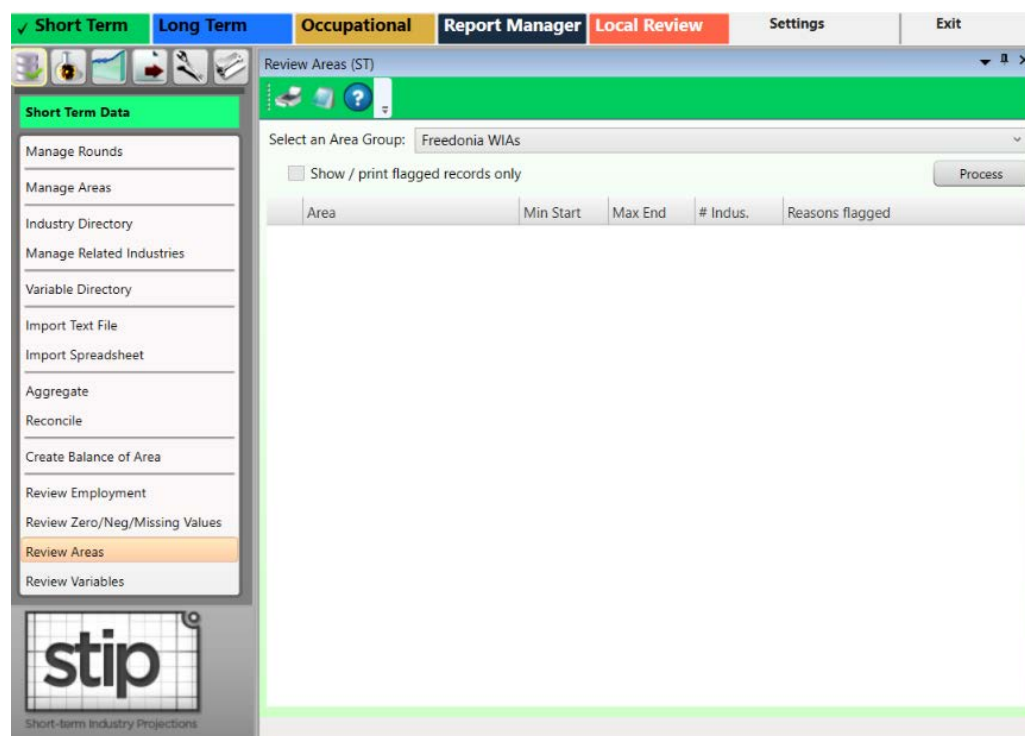 ✓ Short Term Long Term Occupational Report Manager Local Review Settings Exit
Review Areas (ST)
Short Term Data
Select an Area Group: Freedonia WIAs
Manage Rounds
Show / print flagged records only Process
Manage Areas
Area Min Start Max End # Indus. Reasons flagged
Industry Directory
Manage Related Industries
Variable Directory
Import Text File
Import Spreadsheet
Aggregate
Reconcile
Create Balance of Area
Review Employment
Review Zero/Neg/Missing Values
Review Areas
Review Variables
stip
Short-term Industry Projections